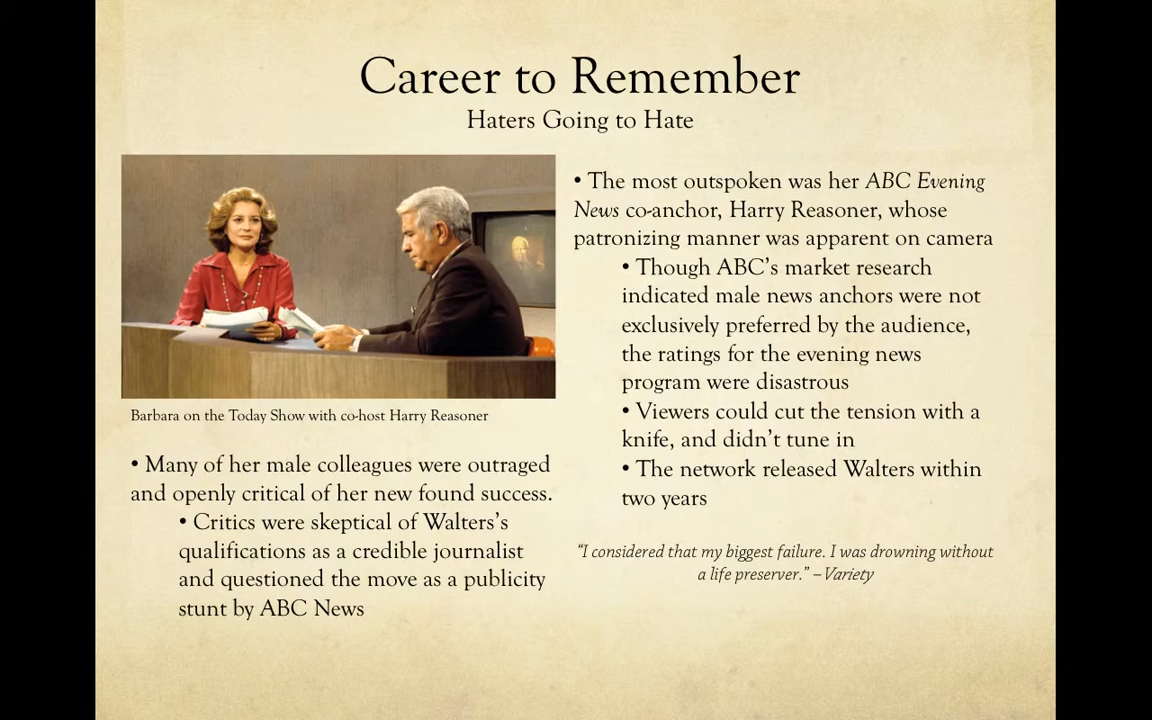 Career to Remember
Haters Going to Hate
Barbara on the Today Show with co-host Harry Reasoner
• Many of her male colleagues were outraged
and openly critical of her new found success.
• Critics were skeptical of Walters’s
qualifications as a credible journalist
and questioned the move as a publicity
stunt by ABC News
• The most outspoken was her ABC Evening
News co-anchor, Harry Reasoner, whose
patronizing manner was apparent on camera
• Though ABC’s market research
indicated male news anchors were not
exclusively preferred by the audience,
the ratings for the evening news
program were disastrous
• Viewers could cut the tension with a
knife, and didn’t tune in
• The network released Walters within
two years
“I considered that my biggest failure. I was drowning without
a life preserver.” – Variety